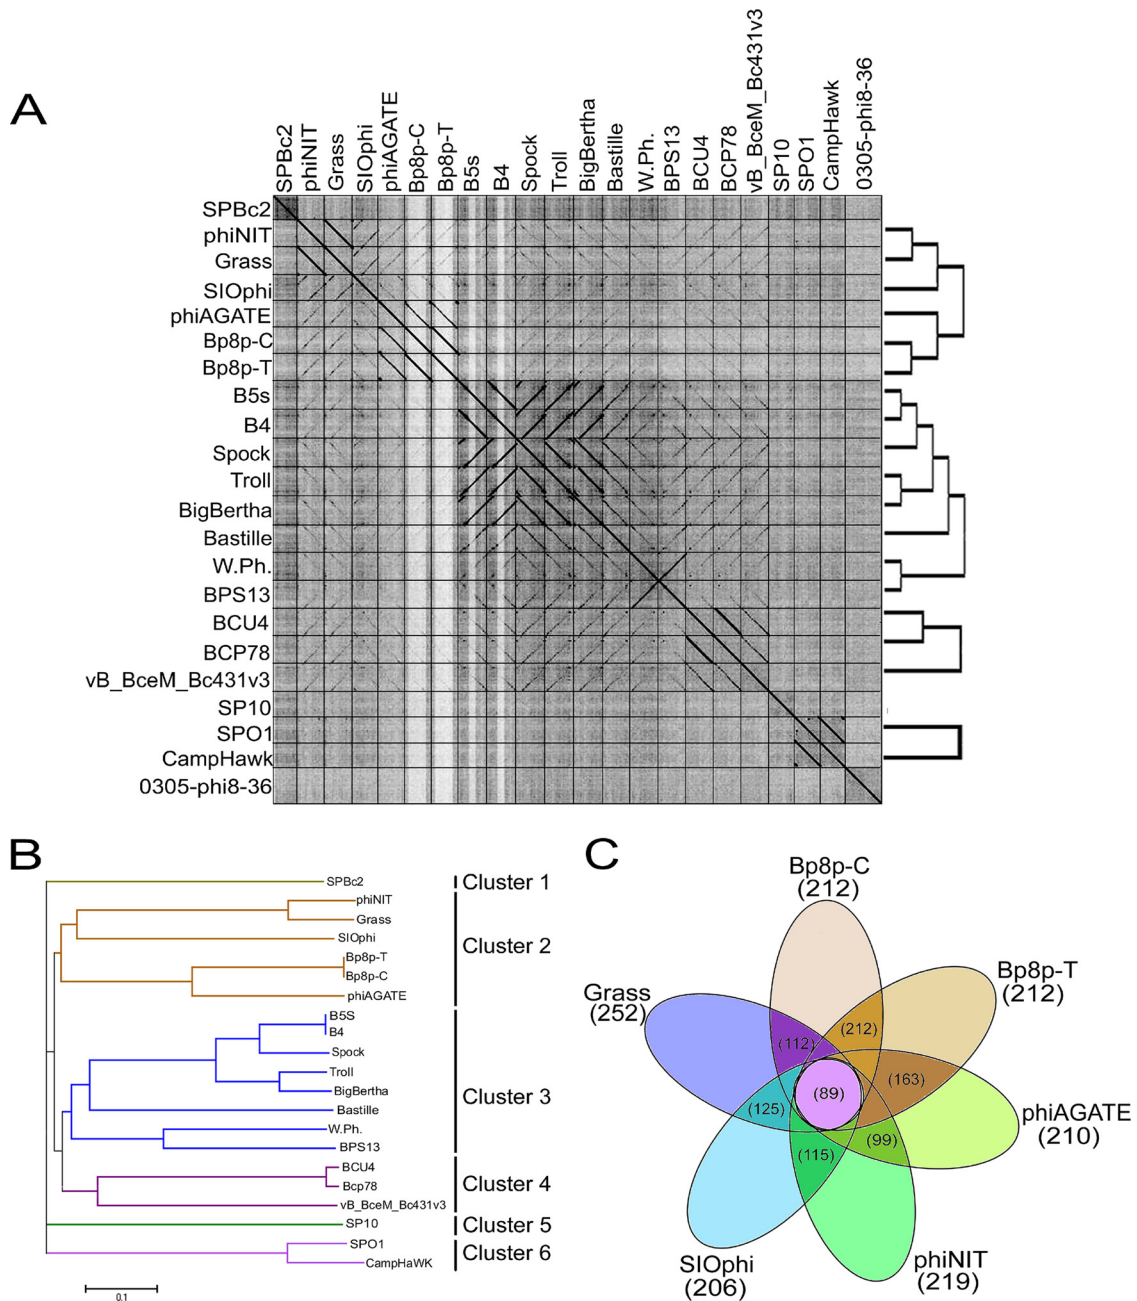 A
SPBc2
phiNIT
Grass
SIOphi
phiAGATE
Bp8p-C
Bp8p-T
B5s
B4
Spock
Troll
BigBertha
Bastille
W.Ph.
BPS13
BCU4
BCP78
vB_BceM_Bc431v3
SP10
SPO1
CampHawk
0305-phi8-36
SPBc2
phiNIT
Grass
SIOphi
phiAGATE
Bp8p-C
Bp8p-T
B5s
B4
Spock
Troll
BigBertha
Bastille
W.Ph.
BPS13
BCU4
BCP78
vB_BceM_Bc431v3
SP10
SPO1
CampHawk
0305-phi8-36
B
SPBc2
phiNIT
Grass
SIOphi
Bp8p-T
Bp8p-C
phiAGATE
B5S
B4
Spock
Troll
BigBertha
Bastille
W.Ph.
BPS13
BCU4
Bcp78
vB_BceM_Bc431v3
SP10
SPO1
CampHaWK
Cluster 1
Cluster 2
Cluster 3
Cluster 4
Cluster 5
Cluster 6
0.1
C
Bp8p-C
(212)
Bp8p-T
(212)
Grass
(252)
phiAGATE
(210)
SIOphi
(206)
phiNIT
(219)
(112)
(212)
(163)
(89)
(125)
(99)
(115)